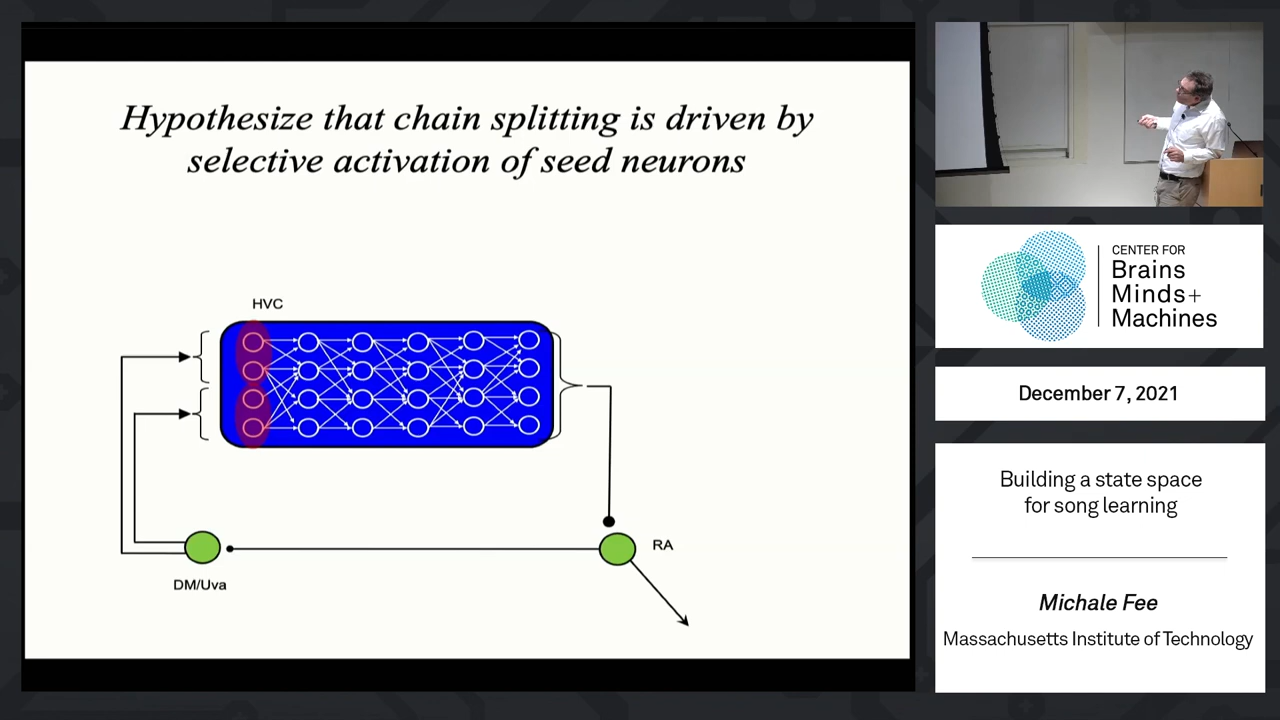 Hypothesize that chain splitting is driven by
selective activation of seed neurons
HVC
DM/Uva
RA
CENTER FOR
Brains
Minds+
Machines
December 7, 2021
Building a state space
for song learning
Michale Fee
Massachusetts Institute of Technology